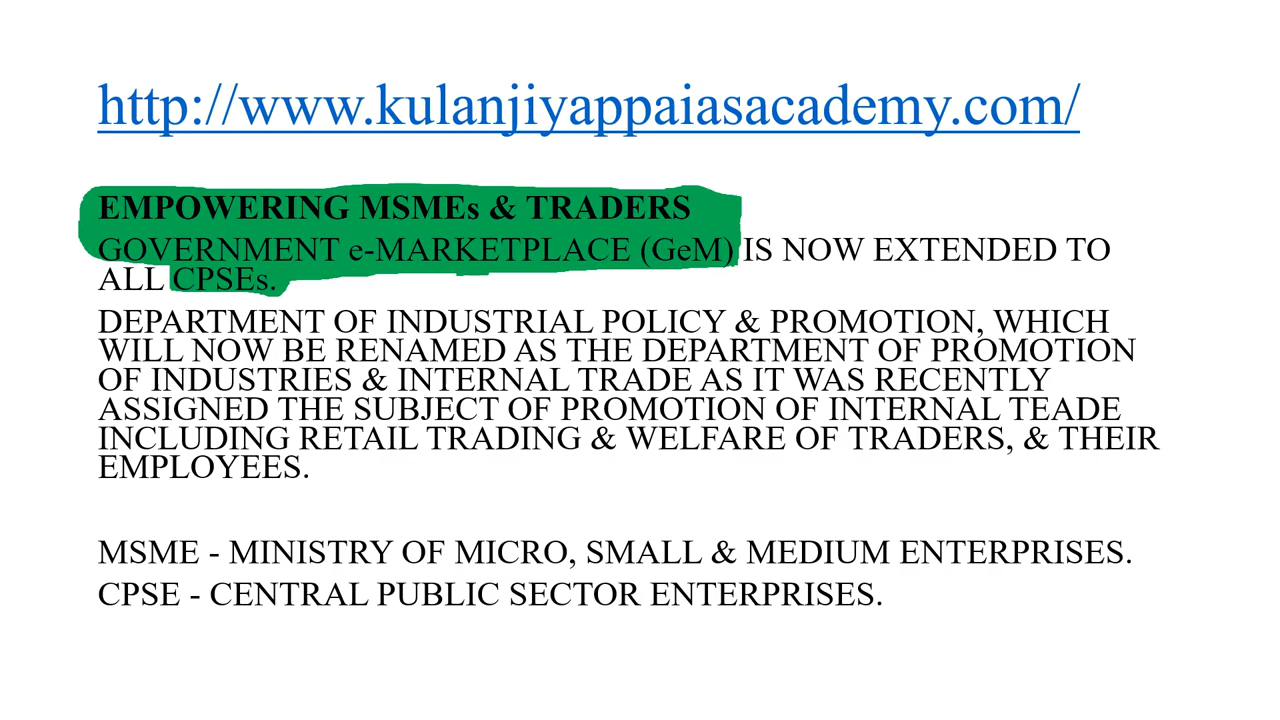 http://www.kulanjiyappaiasacademy.com/
EMPOWERING MSMEs & TRADERS
GOVERNMENT e-MARKETPLACE (GeM) IS NOW EXTENDED TO
ALL CPSEs.
DEPARTMENT OF INDUSTRIAL POLICY & PROMOTION, WHICH
WILL NOW BE RENAMED AS THE DEPARTMENT OF PROMOTION
OF INDUSTRIES & INTERNAL TRADE AS IT WAS RECENTLY
ASSIGNED THE SUBJECT OF PROMOTION OF INTERNAL TEADE
INCLUDING RETAIL TRADING & WELFARE OF TRADERS, & THEIR
EMPLOYEES.
MSME - MINISTRY OF MICRO, SMALL & MEDIUM ENTERPRISES.
CPSE - CENTRAL PUBLIC SECTOR ENTERPRISES.